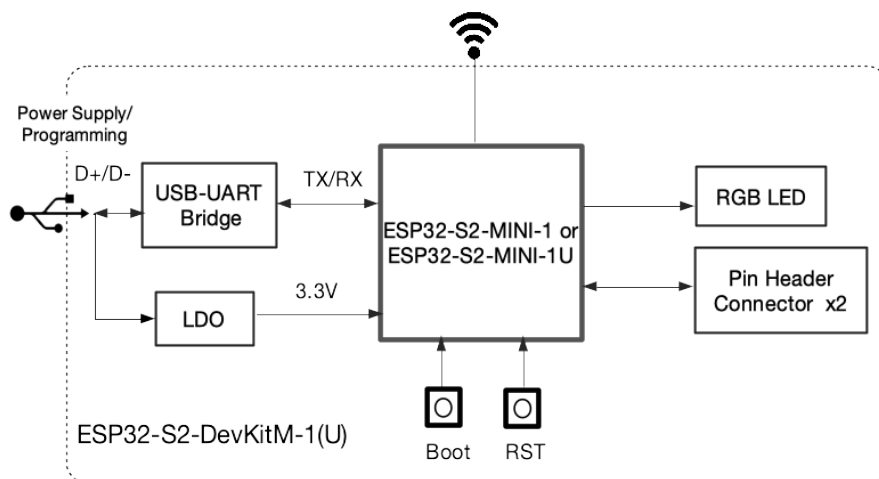 Power Supply/
Programming
D+/D-
USB-UART
Bridge
TX/RX
ESP32-S2-MINI-1 or
ESP32-S2-MINI-1U
RGB LED
Pin Header
Connector x2
LDO
3.3V
Boot
RST
ESP32-S2-DevKitM-1(U)